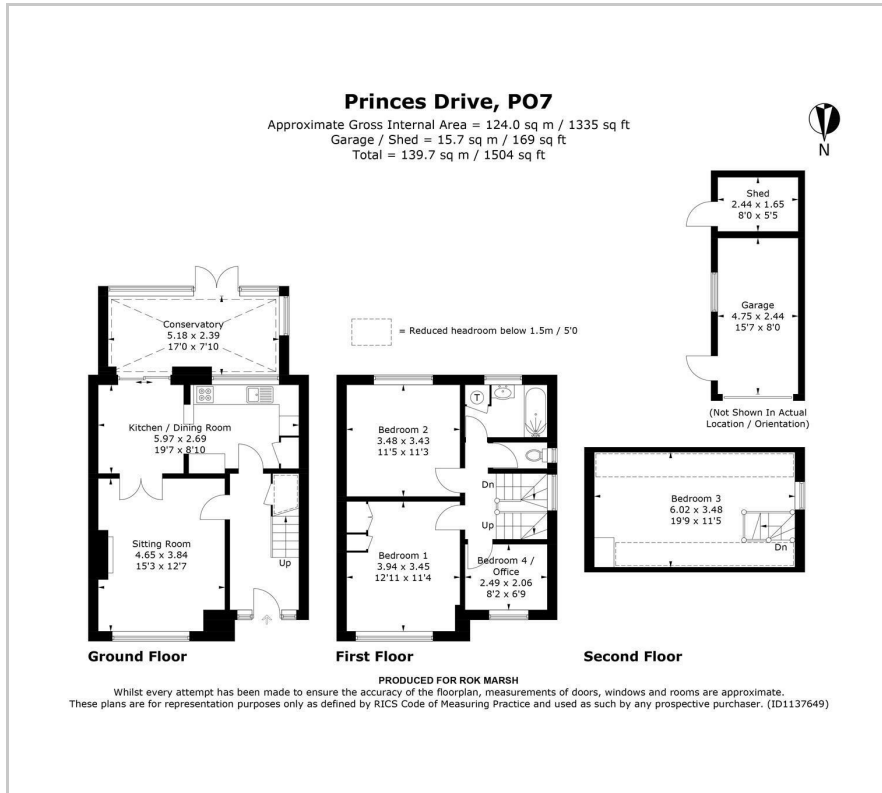 Princes Drive, PO7
Approximate Gross Internal Area = 124.0 sq m / 1335 sq ft
Garage / Shed = 15.7 sq m / 169 sq ft
Total = 139.7 sq m / 1504 sq ft
N
Shed
2.44 x 1.65
8'0 x 5'5
Garage
4.75 x 2.44
15'7 x 8'0
(Not Shown In Actual
Location / Orientation)
Conservatory
5.18 x 2.39
17'0 x 7'10
= Reduced headroom below 1.5m / 5'0
Kitchen / Dining Room
5.97 x 2.69
19'7 x 8'10
Sitting Room
4.65 x 3.84
15'3 x 12'7
Up
Ground Floor
Bedroom 2
3.48 x 3.43
11'5 x 11'3
T
Dn
Up
Bedroom 1
3.94 x 3.45
12'11 x 11'4
Bedroom 4 /
Office
2.49 x 2.06
8'2 x 6'9
First Floor
Bedroom 3
6.02 x 3.48
19'9 x 11'5
Dn
Second Floor
PRODUCED FOR ROK MARSH
Whilst every attempt has been made to ensure the accuracy of the floorplan, measurements of doors, windows and rooms are approximate.
These plans are for representation purposes only as defined by RICS Code of Measuring Practice and used as such by any prospective purchaser. (ID1137649)